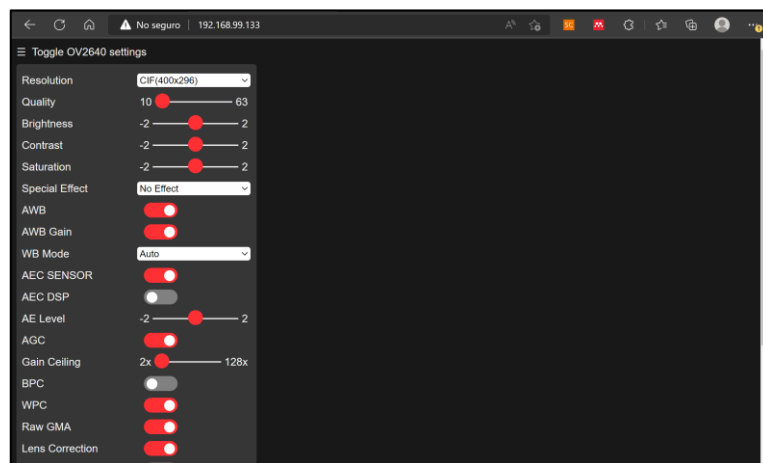 No seguro 192.168.99.133
☰ Toggle OV2640 settings
Resolution CIF(400x296)
Quality 10 63
Brightness -2 2
Contrast -2 2
Saturation -2 2
Special Effect No Effect
AWB
AWB Gain
WB Mode Auto
AEC SENSOR
AEC DSP
AE Level -2 2
AGC
Gain Ceiling 2x 128x
BPC
WPC
Raw GMA
Lens Correction